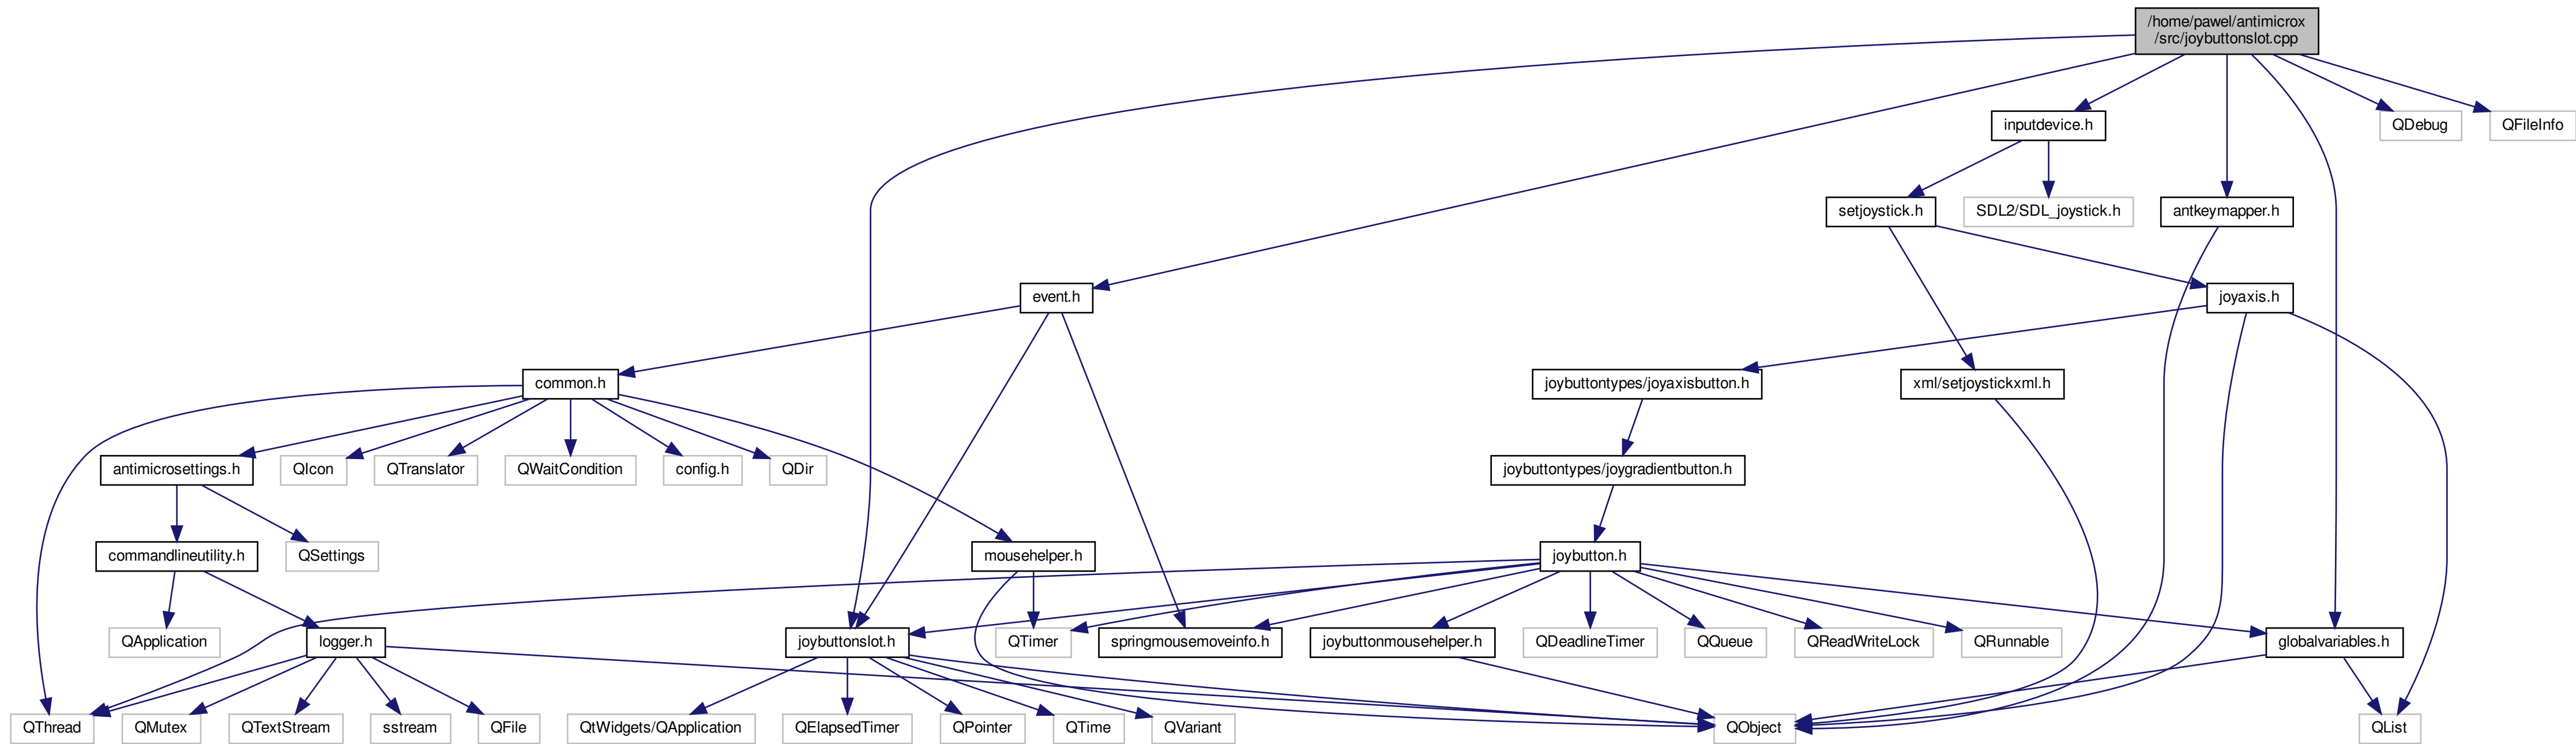 /home/pawel/antimicrox
/src/joybuttonslot.cpp
inputdevice.h
QDebug
QFileInfo
setjoystick.h
SDL2/SDL_joystick.h
antkeymapper.h
event.h
joyaxis.h
common.h
joybuttontypes/joyaxisbutton.h
xml/setjoystickxml.h
antimicrosettings.h
QIcon
QTranslator
QWaitCondition
config.h
QDir
joybuttontypes/joygradientbutton.h
commandlineutility.h
QSettings
mousehelper.h
joybutton.h
QApplication
logger.h
joybuttonslot.h
QTimer
springmousemoveinfo.h
joybuttonmousehelper.h
QDeadlineTimer
QQueue
QReadWriteLock
QRunnable
globalvariables.h
QThread
QMutex
QTextStream
sstream
QFile
QtWidgets/QApplication
QElapsedTimer
QPointer
QTime
QVariant
QObject
QList